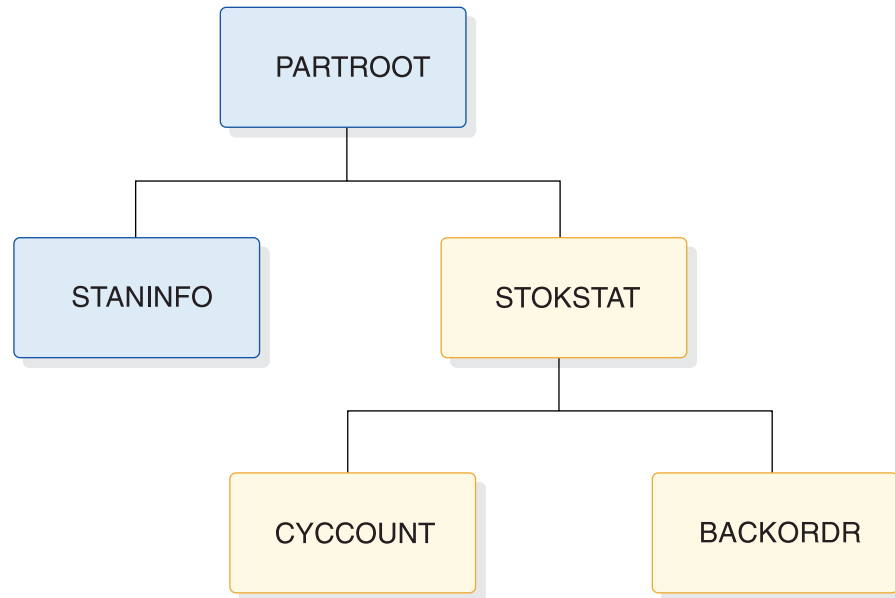 PARTROOT
STANINFO
STOKSTAT
CYCCOUNT
BACKORDR